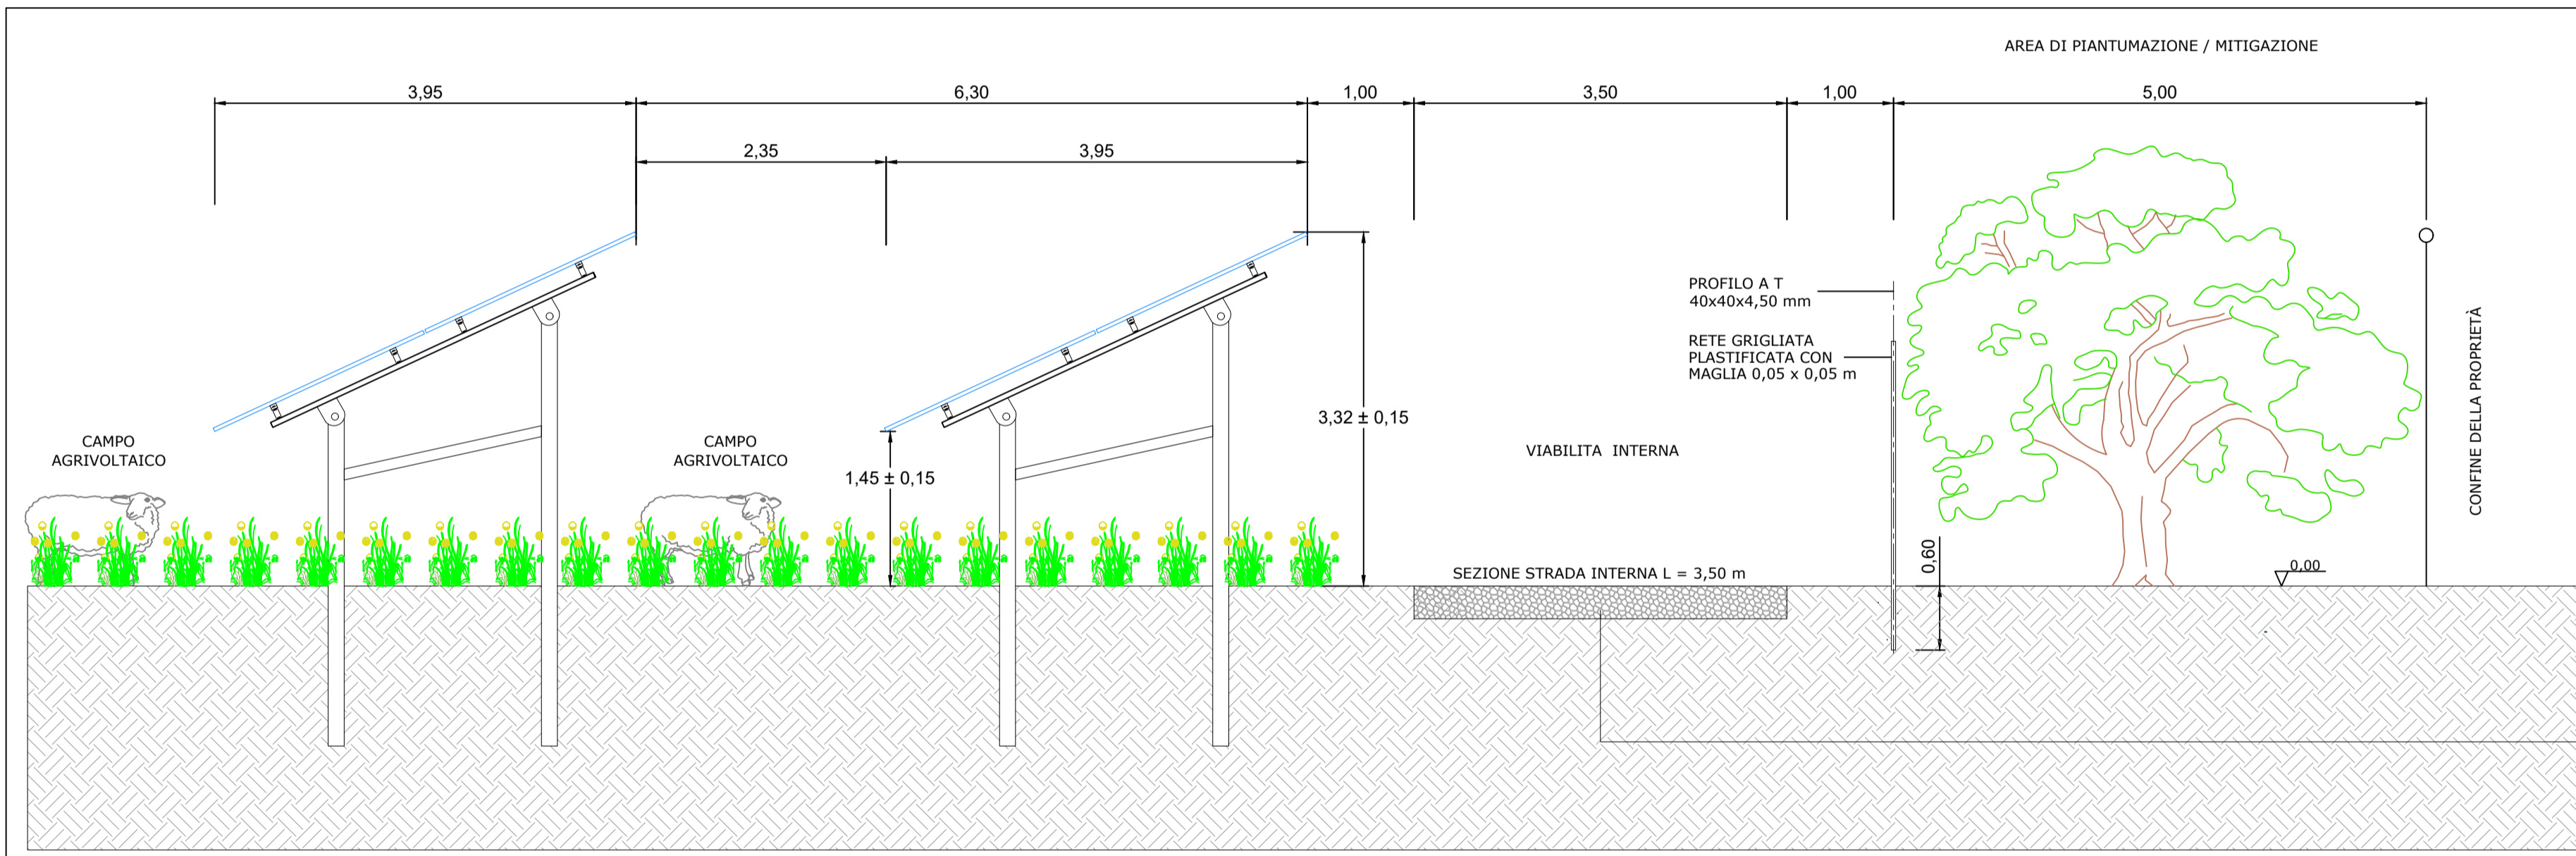 AREA DI PIANTUMAZIONE / MITIGAZIONE
3,95
6,30
1,00
3,50
1,00
5,00
2,35
3,95
PROFILO A T
40x40x4,50 mm
RETE GRIGLIATA
PLASTIFICATA CON
MAGLIA 0,05 x 0,05 m
CONFINE DELLA PROPRIETÀ
3,32 ± 0,15
CAMPO
AGRIVOLTAICO
CAMPO
AGRIVOLTAICO
1,45 ± 0,15
VIABILITA INTERNA
SEZIONE STRADA INTERNA L = 3,50 m
0,60
0,00